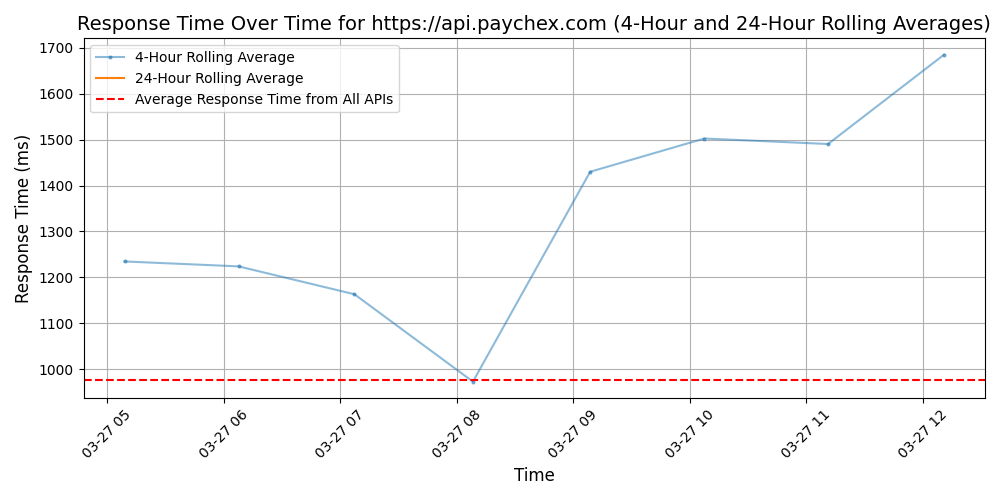 Response Time Over Time for https://api.paychex.com (4-Hour and 24-Hour Rolling Averages)
4-Hour Rolling Average
24-Hour Rolling Average
Average Response Time from All APIs
Response Time (ms)
1700
1600
1500
1400
1300
1200
1100
1000
03-27 05
03-27 06
03-27 07
03-27 08
03-27 09
03-27 10
03-27 11
03-27 12
Time